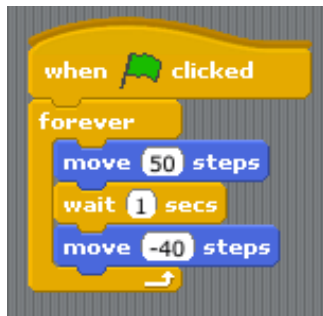 when clicked
forever
move 50 steps
wait 1 secs
move -40 steps